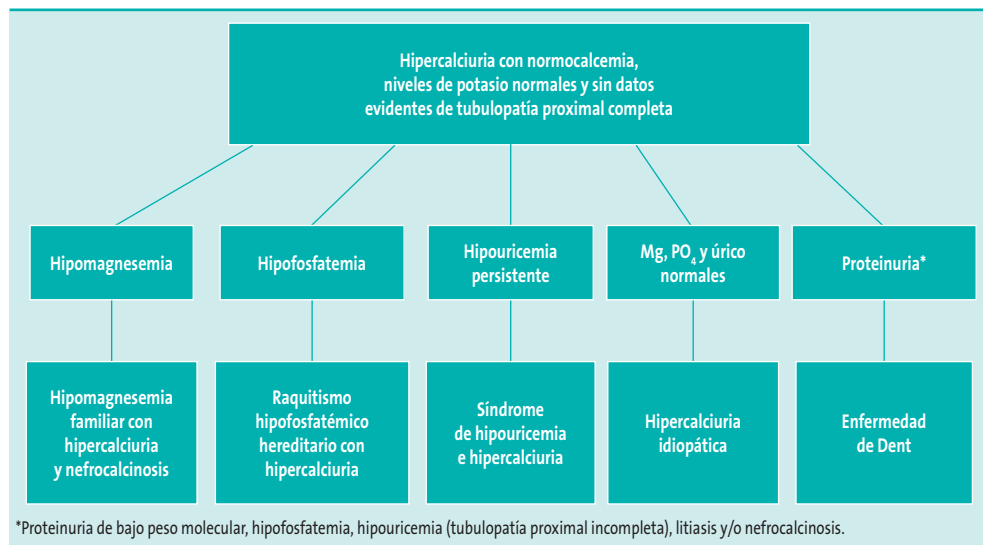 Hipercalciuria con normocalcemia,
niveles de potasio normales y sin datos
evidentes de tubulopatía proximal completa
Hipomagnesemia
Hipofosfatemia
Hipouricemia
persistente
Mg, PO₄ y úrico
normales
Proteinuria*
Hipomagnesemia
familiar con
hipercalciuria
y nefrocalcinosis
Raquitismo
hipofosfatémico
hereditario con
hipercalciuria
Síndrome
de hipouricemia
e hipercalciuria
Hipercalciuria
idiopática
Enfermedad
de Dent
*Proteinuria de bajo peso molecular, hipofosfatemia, hipouricemia (tubulopatía proximal incompleta), litiasis y/o nefrocalcinosis.